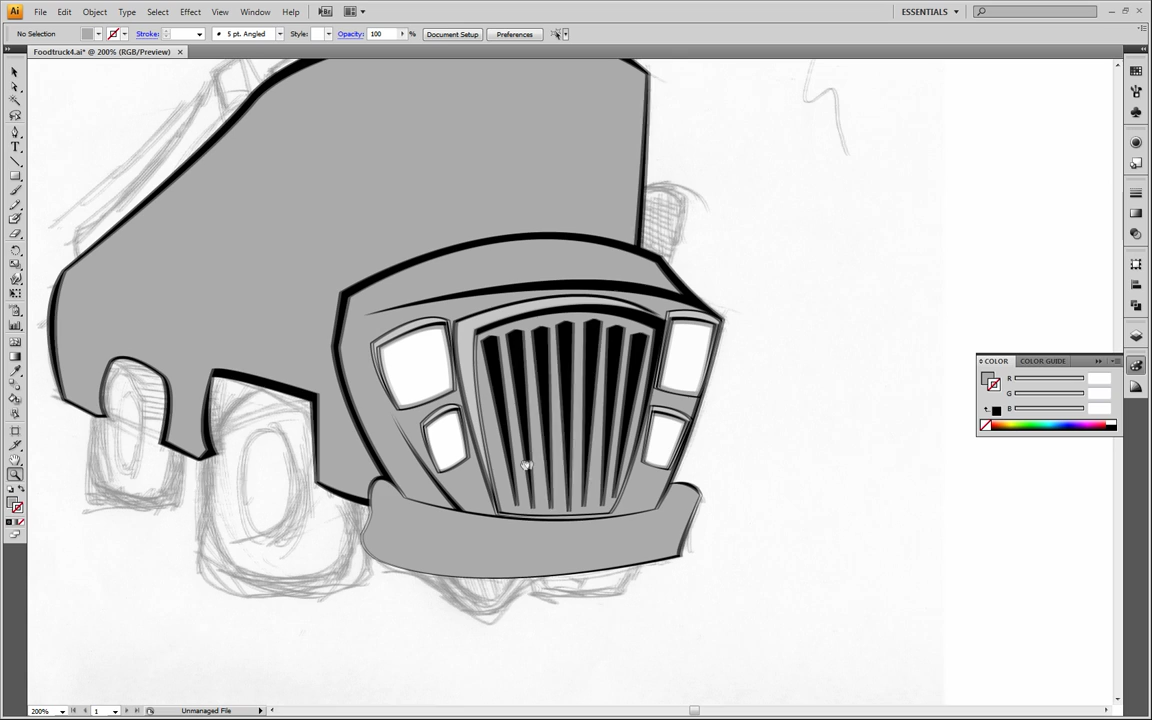 Ai File Edit Object Type Select Effect View Window Help Br ESSENTIALS
No Selection Stroke: 5 pt. Angled Style: Opacity: 100 % Document Setup Preferences
Foodtruck4.ai* @ 200% (RGB/Preview) ×
COLOR COLOR GUIDE
R
G
B
200% 1 Unmanaged File